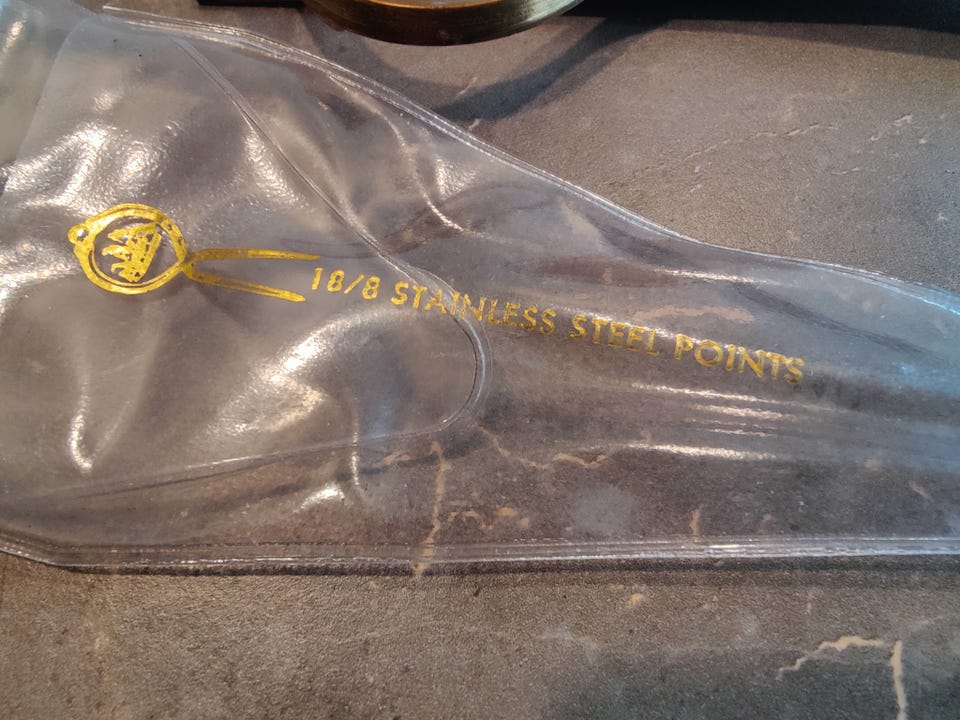 18/8 STAINLESS STEEL POINTS